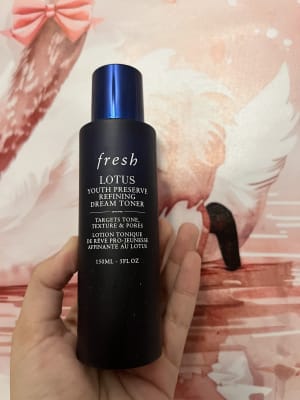 fresh
LOTUS
YOUTH PRESERVE
REFINING
DREAM TONER
TARGETS TONE,
TEXTURE & PORES
LOTION TONIQUE
DE RÊVE PRO-JEUNESSE
AFFINANTE AU LOTUS
150ML - 5FL OZ